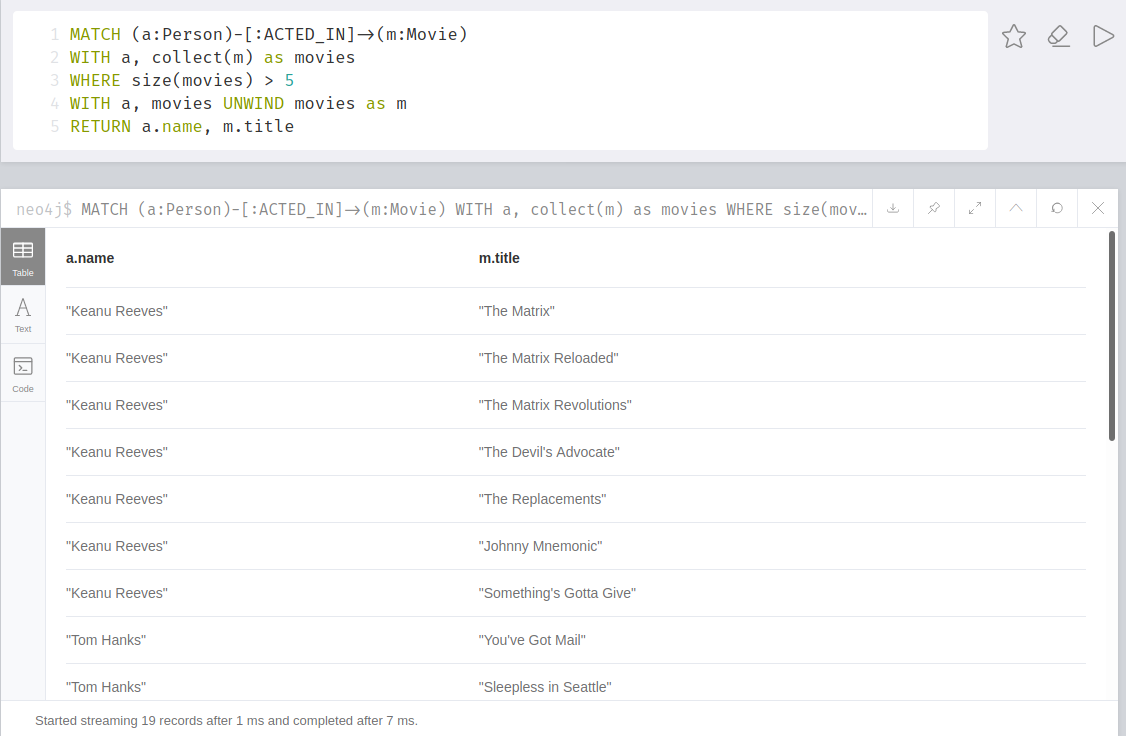 1 MATCH (a:Person)-[:ACTED_IN]->(m:Movie)
2 WITH a, collect(m) as movies
3 WHERE size(movies) > 5
4 WITH a, movies UNWIND movies as m
5 RETURN a.name, m.title
neo4j$ MATCH (a:Person)-[:ACTED_IN]->(m:Movie) WITH a, collect(m) as movies WHERE size(mov…
Table
Text
Code
a.name m.title
"Keanu Reeves" "The Matrix"
"Keanu Reeves" "The Matrix Reloaded"
"Keanu Reeves" "The Matrix Revolutions"
"Keanu Reeves" "The Devil's Advocate"
"Keanu Reeves" "The Replacements"
"Keanu Reeves" "Johnny Mnemonic"
"Keanu Reeves" "Something's Gotta Give"
"Tom Hanks" "You've Got Mail"
"Tom Hanks" "Sleepless in Seattle"
Started streaming 19 records after 1 ms and completed after 7 ms.